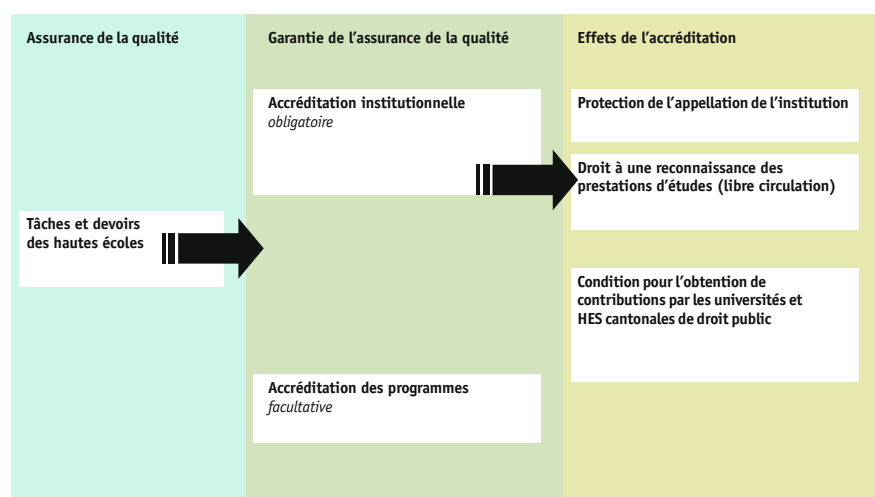 Assurance de la qualité
Tâches et devoirs
des hautes écoles
Garantie de l'assurance de la qualité
Accréditation institutionnelle
obligatoire
Accréditation des programmes
facultative
Effets de l'accréditation
Protection de l'appellation de l'institution
Droit à une reconnaissance des
prestations d'études (libre circulation)
Condition pour l'obtention de
contributions par les universités et
HES cantonales de droit public